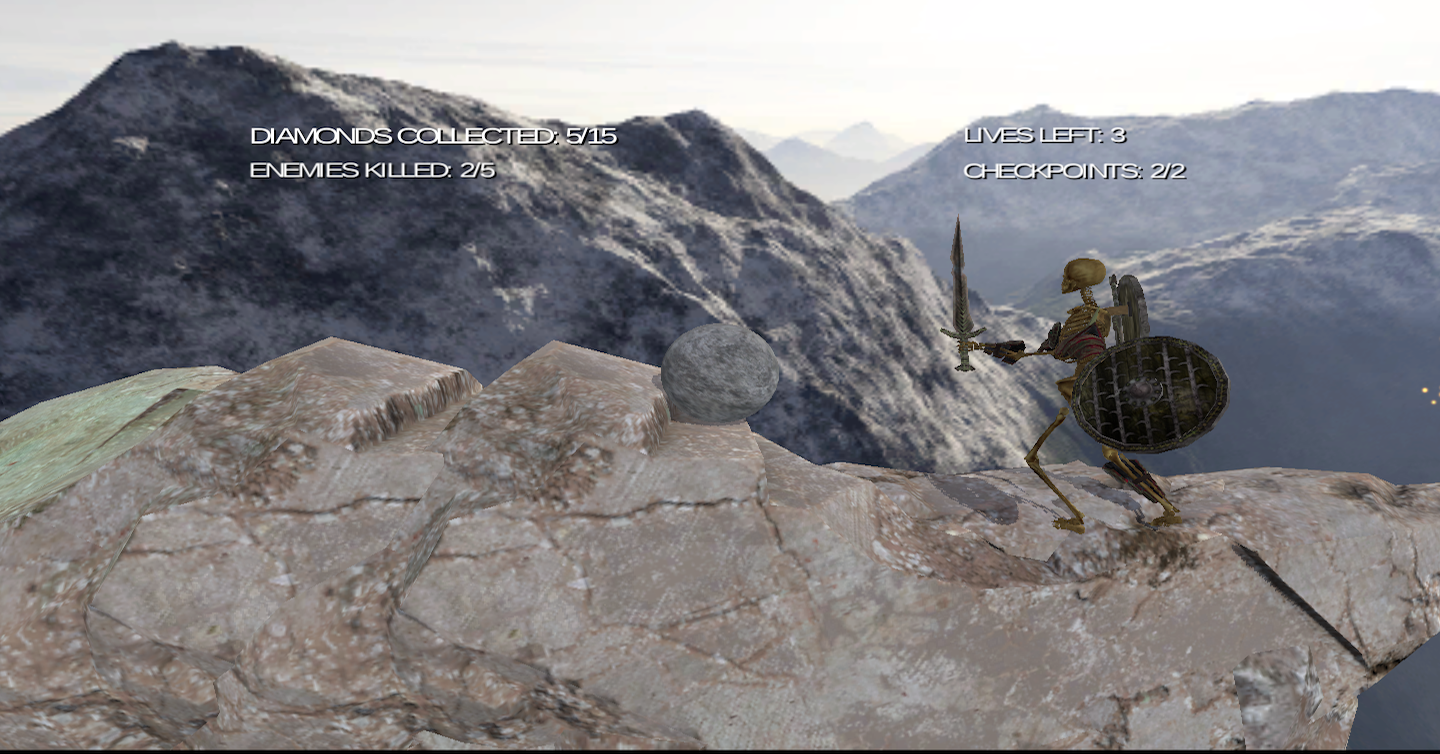 DIAMONDS COLLECTED: 5/15
ENEMIES KILLED: 2/5
LIVES LEFT: 3
CHECKPOINTS: 2/2